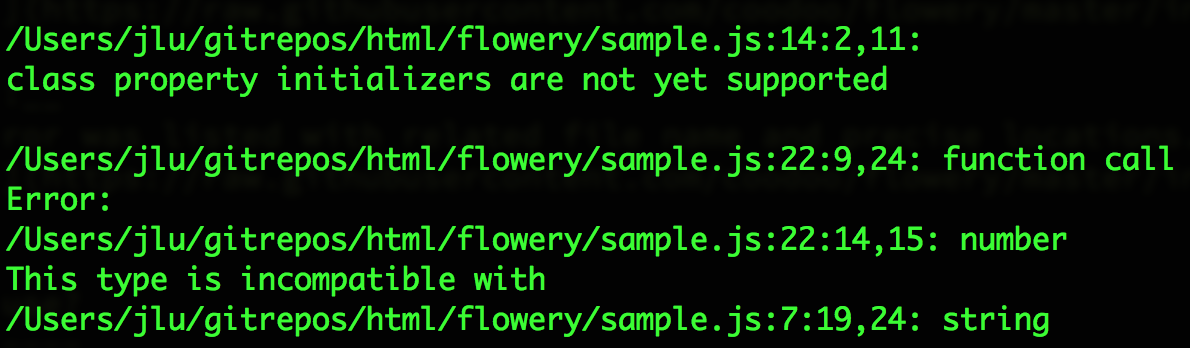 /Users/jlu/gitrepos/html/flowery/sample.js:14:2,11:
class property initializers are not yet supported
/Users/jlu/gitrepos/html/flowery/sample.js:22:9,24: function call
Error:
/Users/jlu/gitrepos/html/flowery/sample.js:22:14,15: number
This type is incompatible with
/Users/jlu/gitrepos/html/flowery/sample.js:7:19,24: string